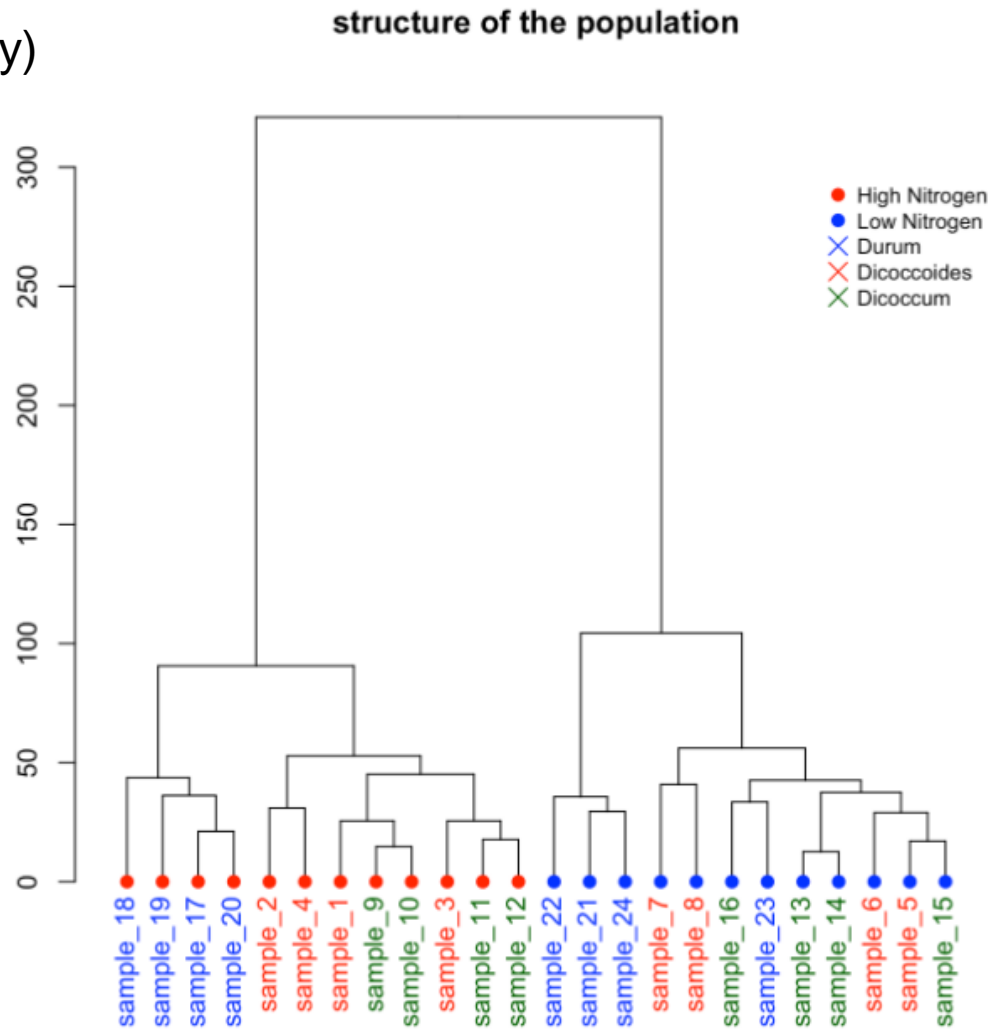 structure of the population
y)
300
250
200
150
100
50
0
High Nitrogen
Low Nitrogen
Durum
Dicoccoides
Dicoccum
sample_18
sample_19
sample_17
sample_20
sample_2
sample_4
sample_1
sample_9
sample_10
sample_3
sample_11
sample_12
sample_22
sample_21
sample_24
sample_7
sample_8
sample_16
sample_23
sample_13
sample_14
sample_6
sample_5
sample_15